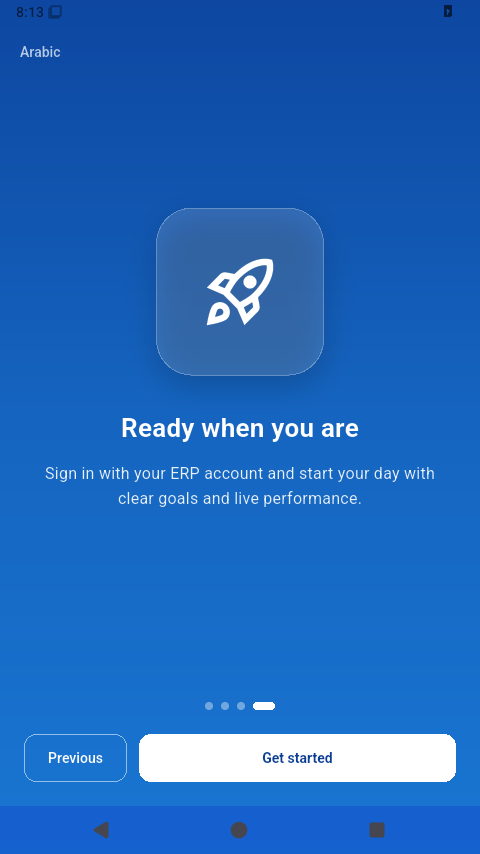 8:13
Arabic
Ready when you are
Sign in with your ERP account and start your day with
clear goals and live performance.
Previous
Get started